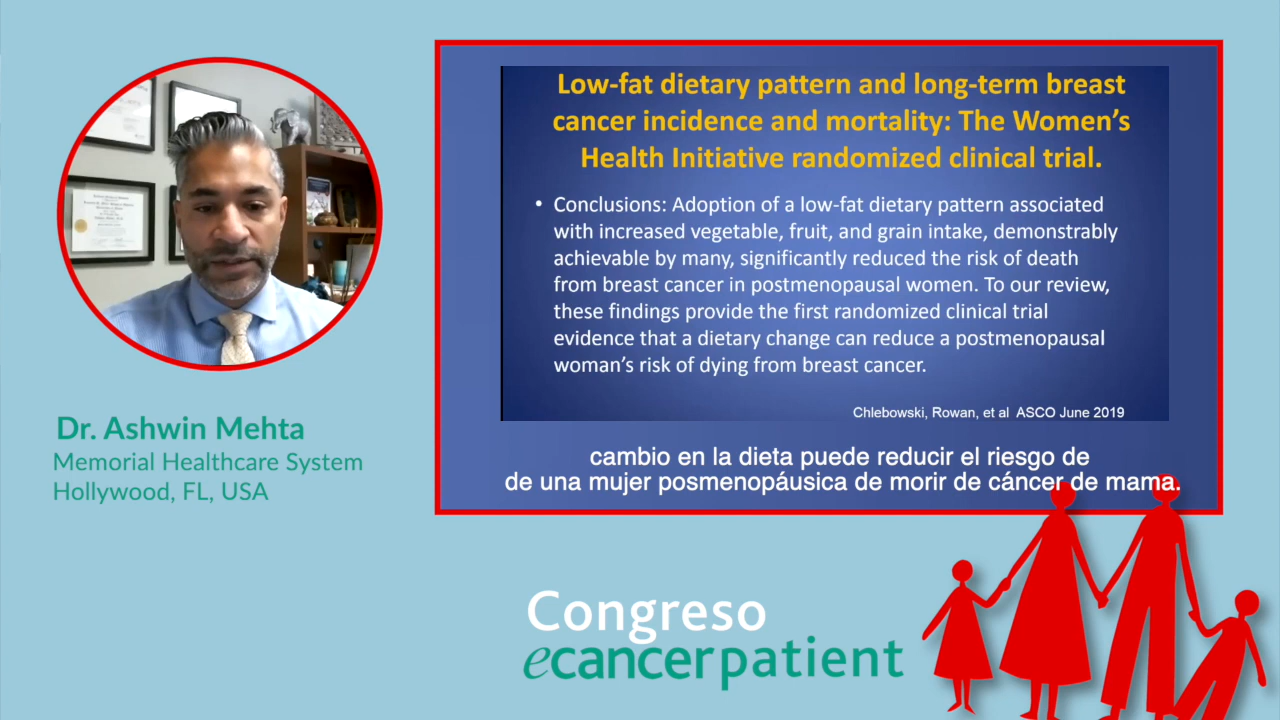 Low-fat dietary pattern and long-term breast
cancer incidence and mortality: The Women's
Health Initiative randomized clinical trial.
• Conclusions: Adoption of a low-fat dietary pattern associated
with increased vegetable, fruit, and grain intake, demonstrably
achievable by many, significantly reduced the risk of death
from breast cancer in postmenopausal women. To our review,
these findings provide the first randomized clinical trial
evidence that a dietary change can reduce a postmenopausal
woman's risk of dying from breast cancer.
Chlebowski, Rowan, et al ASCO June 2019
cambio en la dieta puede reducir el riesgo de
de una mujer posmenopáusica de morir de cáncer de mama.
Dr. Ashwin Mehta
Memorial Healthcare System
Hollywood, FL, USA
Congreso
ecancerpatient